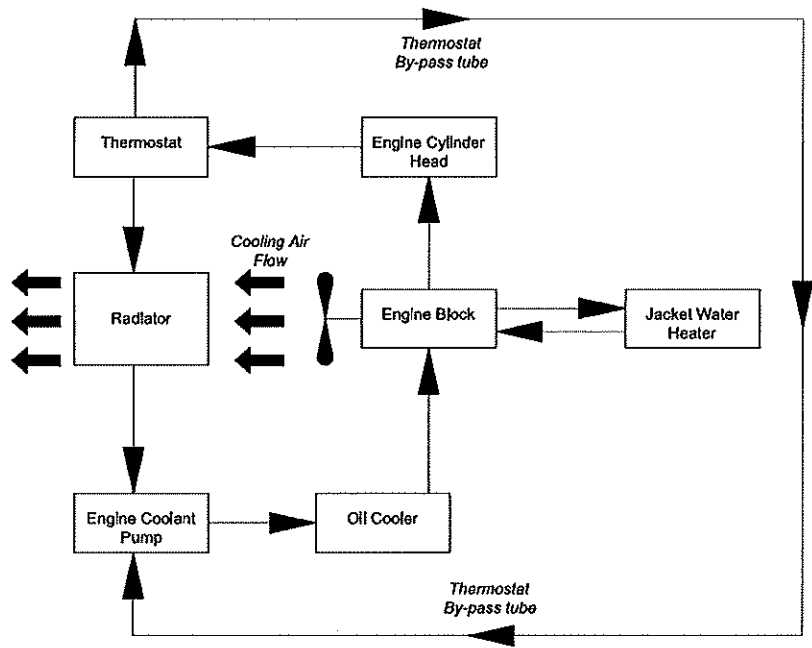 Thermostat
By-pass tube
Thermostat
Engine Cylinder
Head
Cooling Air
Flow
Radiator
Engine Block
Jacket Water
Heater
Engine Coolant
Pump
Oil Cooler
Thermostat
By-pass tube